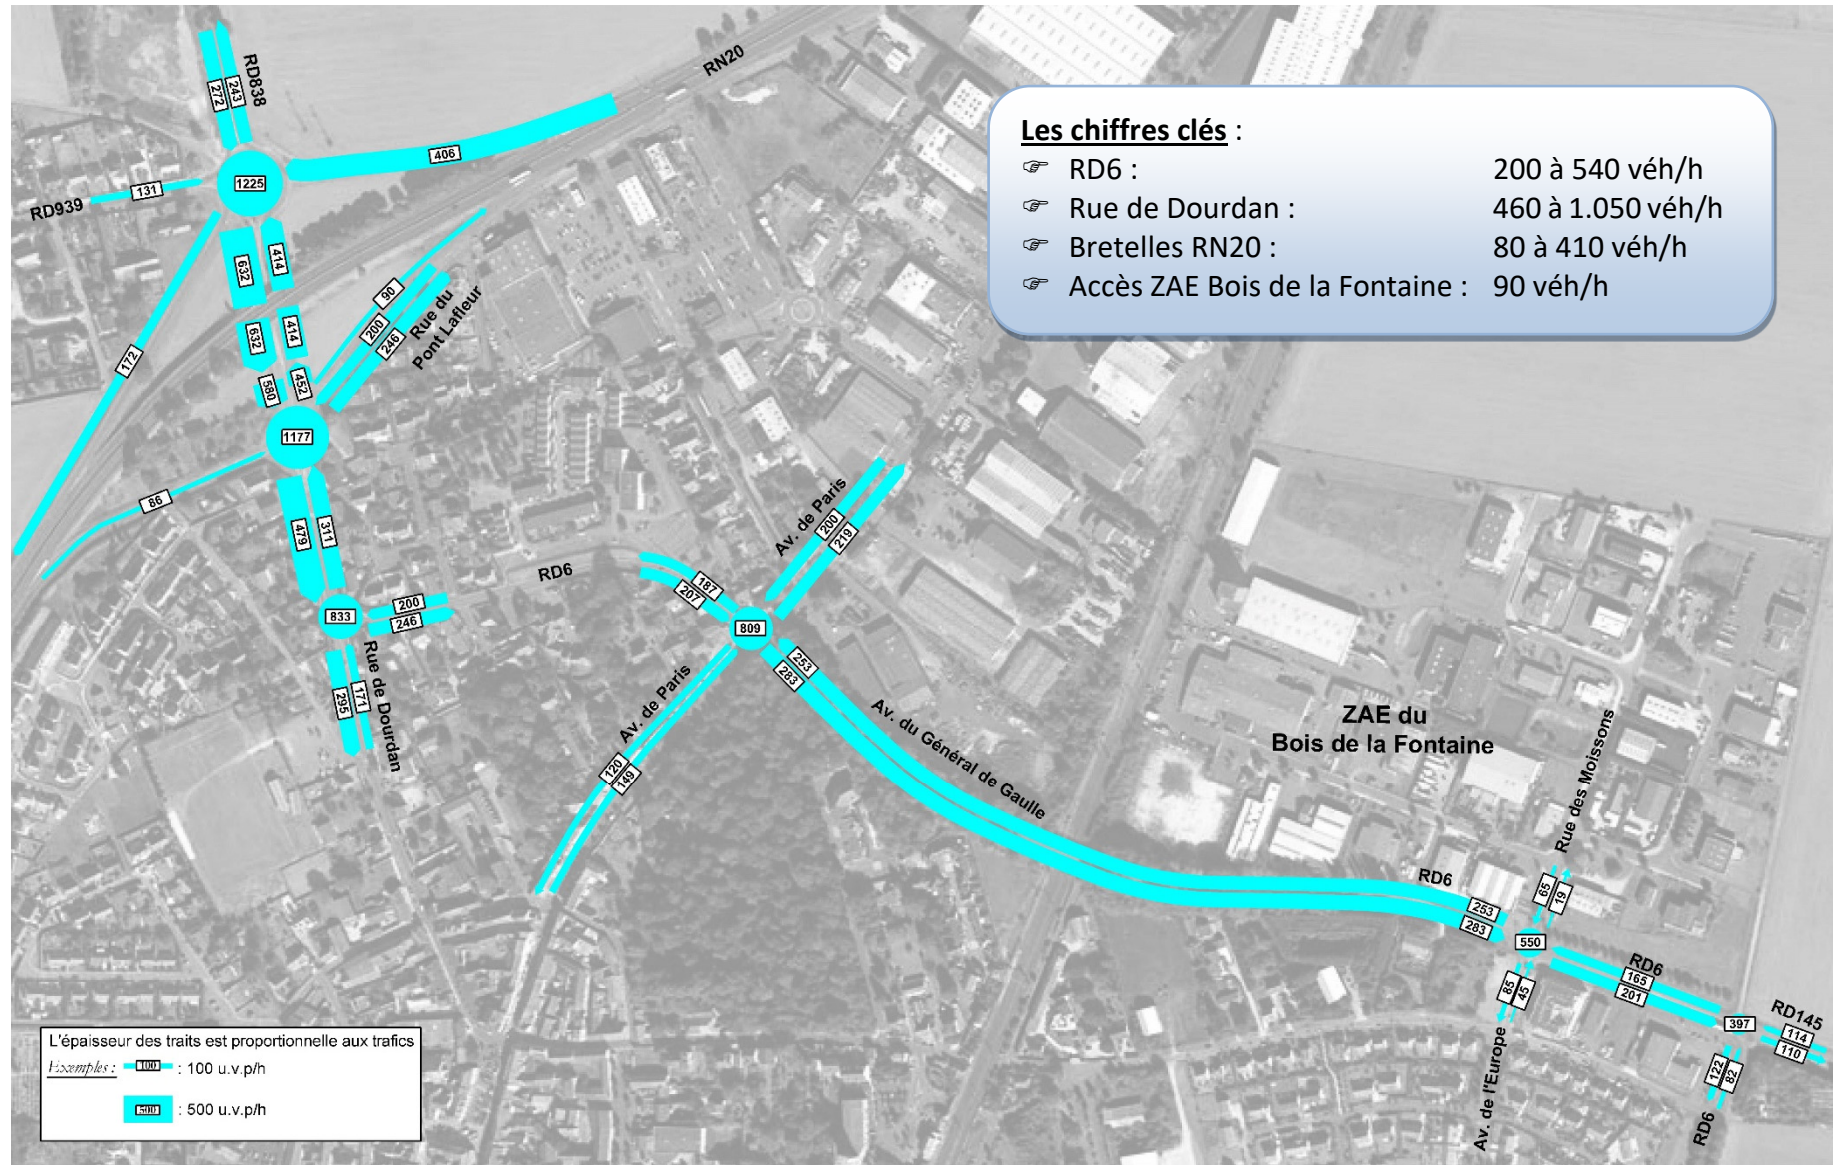 RD838
243
272
RN20
406
1225
131
RD939
Les chiffres clés :
RD6 : 200 à 540 véh/h
Rue de Dourdan : 460 à 1.050 véh/h
Bretelles RN20 : 80 à 410 véh/h
Accès ZAE Bois de la Fontaine : 90 véh/h
632
414
632
414
172
90
200
246
Rue du
Pont Lafleur
580
452
1177
86
479
311
833
200
246
RD6
295
171
Rue de Dourdan
187
207
809
Av. de Paris
200
219
253
283
Av. de Paris
120
149
Av. du Général de Gaulle
ZAE du
Bois de la Fontaine
Rue des Moissons
RD6
253
283
65
19
550
85
45
Av. de l'Europe
RD6
165
201
397
RD145
114
110
122
82
RD6
L'épaisseur des traits est proportionnelle aux trafics
Exemples : 100 : 100 u.v.p/h
500 : 500 u.v.p/h